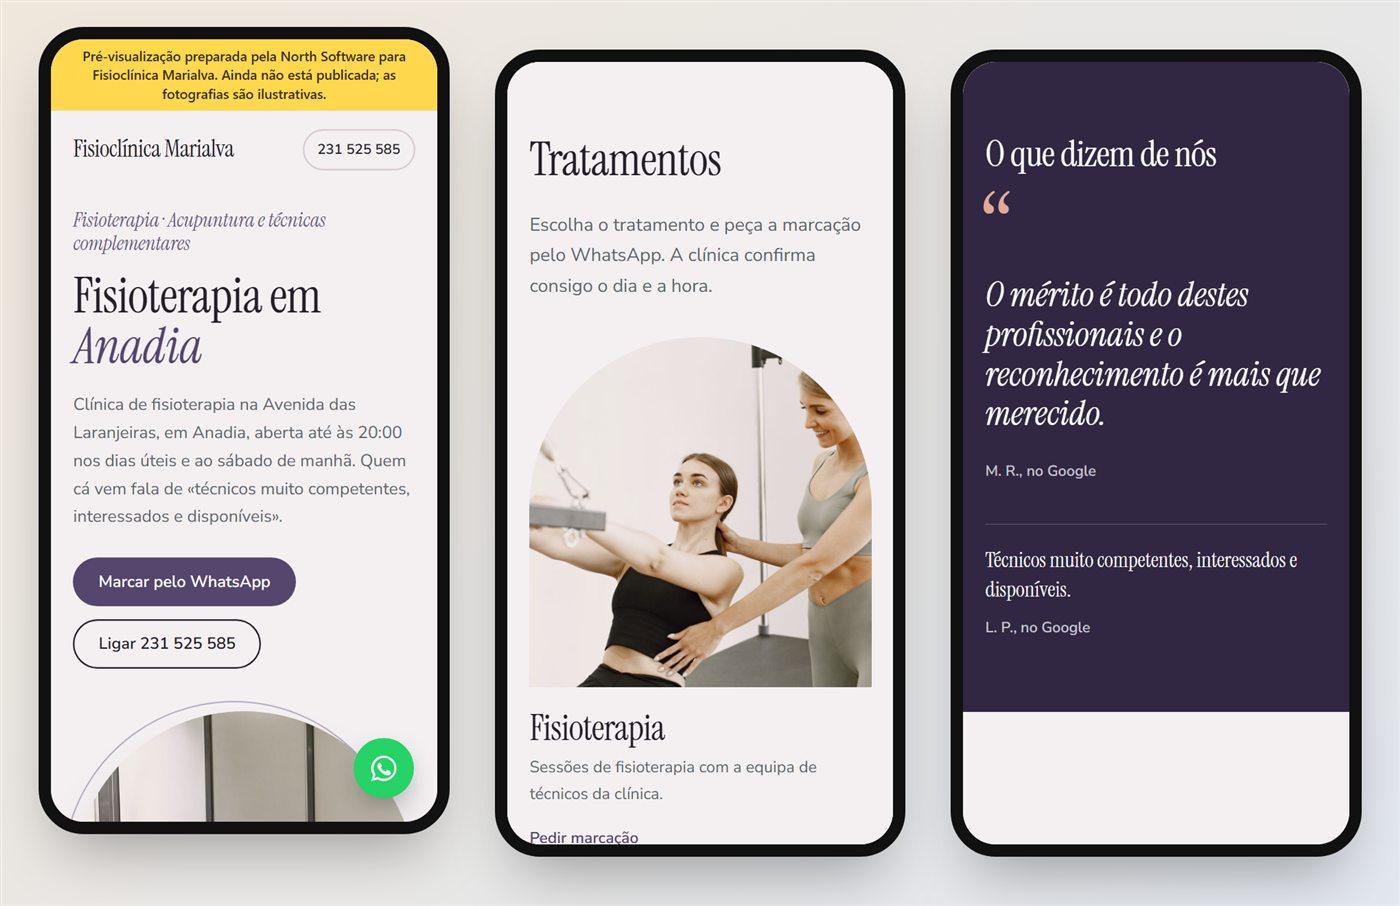 Pré-visualização preparada pela North Software para
Fisioclínica Marialva. Ainda não está publicada; as
fotografias são ilustrativas.
Fisioclínica Marialva
231 525 585
Fisioterapia · Acupuntura e técnicas
complementares
Fisioterapia em
Anadia
Clínica de fisioterapia na Avenida das
Laranjeiras, em Anadia, aberta até às 20:00
nos dias úteis e ao sábado de manhã. Quem
cá vem fala de «técnicos muito competentes,
interessados e disponíveis».
Marcar pelo WhatsApp
Ligar 231 525 585
Tratamentos
Escolha o tratamento e peça a marcação
pelo WhatsApp. A clínica confirma
consigo o dia e a hora.
Fisioterapia
Sessões de fisioterapia com a equipa de
técnicos da clínica.
Pedir marcação
O que dizem de nós
“
O mérito é todo destes
profissionais e o
reconhecimento é mais que
merecido.
M. R., no Google
Técnicos muito competentes, interessados e
disponíveis.
L. P., no Google